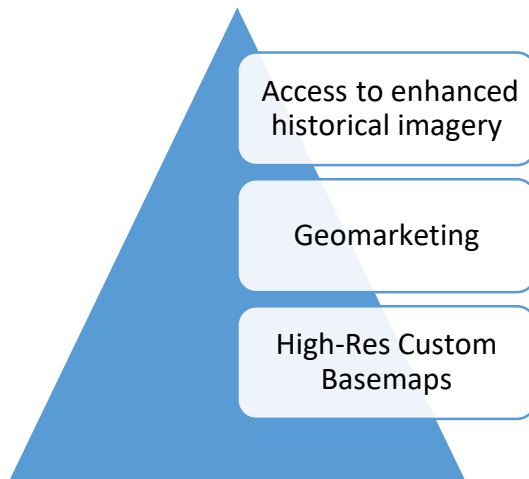 Access to enhanced
historical imagery
Geomarketing
High-Res Custom
Basemaps